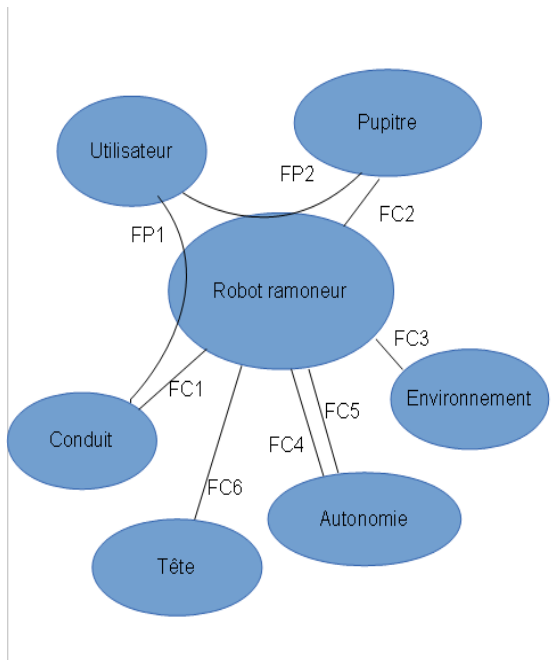 Pupitre
Utilisateur
FP2
FC2
FP1
Robot ramoneur
FC3
FC1
Environnement
FC5
Conduit
FC4
FC6
Autonomie
Tête